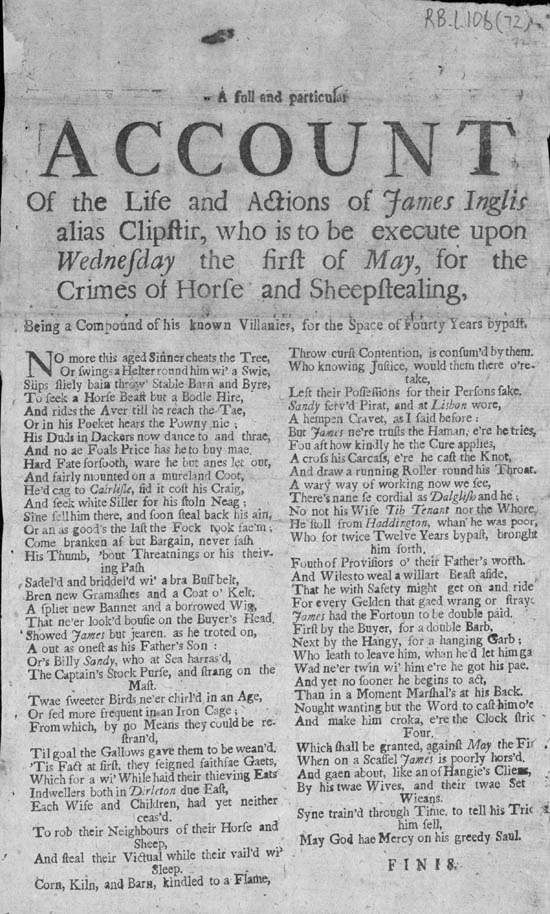 RB.L.106(72)
72.
A full and particular
ACCOUNT
Of the Life and Actions of James Inglis
alias Clipſtir, who is to be execute upon
Wedneſday the firſt of May, for the
Crimes of Horſe and Sheepſtealing,
Being a Compound of his known Villanies, for the Space of Fourty Years bypaſt.
NO more this aged Sinner cheats the Tree,
Or ſwings a Helter round him wi' a Swie,
Slips ſliely baia throw' Stable Barn and Byre,
To ſeek a Horſe Beaſt but a Bodle Hire,
And rides the Aver till he reach the Tae,
Or in his Pocket hears the Powny nie;
His Duds in Dackers now dance to and thrae,
And no ae Foals Price has he to buy mae.
Hard Fate forſooth, ware he but anes let out,
And fairly mounted on a mureland Coot,
He'd cag to Cairliſle, ſid it coſt his Craig,
And ſeek white Siller for his ſtoln Neag;
Sine ſell him there, and ſoon ſteal back his ain,
Or an as good's the laſt the Fock took ſae'm;
Come branken af but Bargain, never faſh
His Thumb, 'bout Threatnings or his theiv-
ing Paſh
Sadel'd and briddel'd wi' a bra Buff belt,
Bren new Gramaſhes and a Coat o' Kelt.
A ſpliet new Bannet and a borrowed Wig,
That ne'er look'd bouſie on the Buyer's Head.
Showed James but jearen. as he troted on,
A out as oneſt as his Father's Son:
Or's Billy Sandy, who at Sea harras'd,
The Captain's Stock Purſe, and ſtrang on the
Maſt.
Twae ſweeter Birds ne'er chirl'd in an Age,
Or ſed more frequent in an Iron Cage;
From which, by no Means they could be re-
ſtran'd,
Til goal the Gallows gave them to be wean'd.
'Tis Fact at firſt, they feigned faithfae Gaets,
Which for a wi' While haid their thieving Eats
Indwellers both in Dirleton due Eaſt,
Each Wife and Children, had yet neither
ceas'd.
To rob their Neighbours of their Horſe and
Sheep,
And ſteal their Victual while their vail'd wi'
Sleep.
Corn, Kiln, and Barn, kindled to a Flame,
Throw curſt Contention, is conſum'd by them.
Who knowing Juſtice, would them there o're-
take,
Left their Poſſeſſions for their Perſons ſake.
Sandy ſerv'd Pirat, and at Lisbon wore,
A hempen Cravet, as I ſaid before:
But James ne're truſts the Haman, e're he tries,
Fou aſt how kindly he the Cure applies,
A croſs his Carcaſs, e're he caſt the Knot,
And draw a running Roller round his Throat.
A wary way of working now we ſee,
There's nane ſe cordial as Dalgliſh and he;
No not his Wife Tib Tenant nor the Whore,
He ſtoll from Haddington, whan he was poor,
Who for twice Twelve Years bypaſt, brought
him forth.
Fouth of Proviſiors o' their Father's worth.
And Wiles to weal a willart Beaſt aſide,
That he with Safety might get on and ride
For every Gelden that gaed wrang or ſtraye
James had the Fortoun to be double paid.
Firſt by the Buyer, for a double Barb,
Next by the Hangy, for a hanging Garb;
Who leath to leave him, whan he'd let him ga
Wad ne'er twin wi' him e're he got his pae.
And yet no ſooner he begins to act,
Than in a Moment Marſhal's at his Back.
Nought wanting but the Word to caſt him o'e
And make him croka, e're the Clock ſtric
Four.
Which ſhall be granted, againſt May the Fir
When on a Scaffel James is poorly hors'd.
And gaen about, like an of Hangie's Cliens,
By his twae Wives, and their twae Set
Wieans.
Syne train'd through Time, to tell his Tric
him ſell,
May God hae Mercy on his greedy Saul.
FINIS.